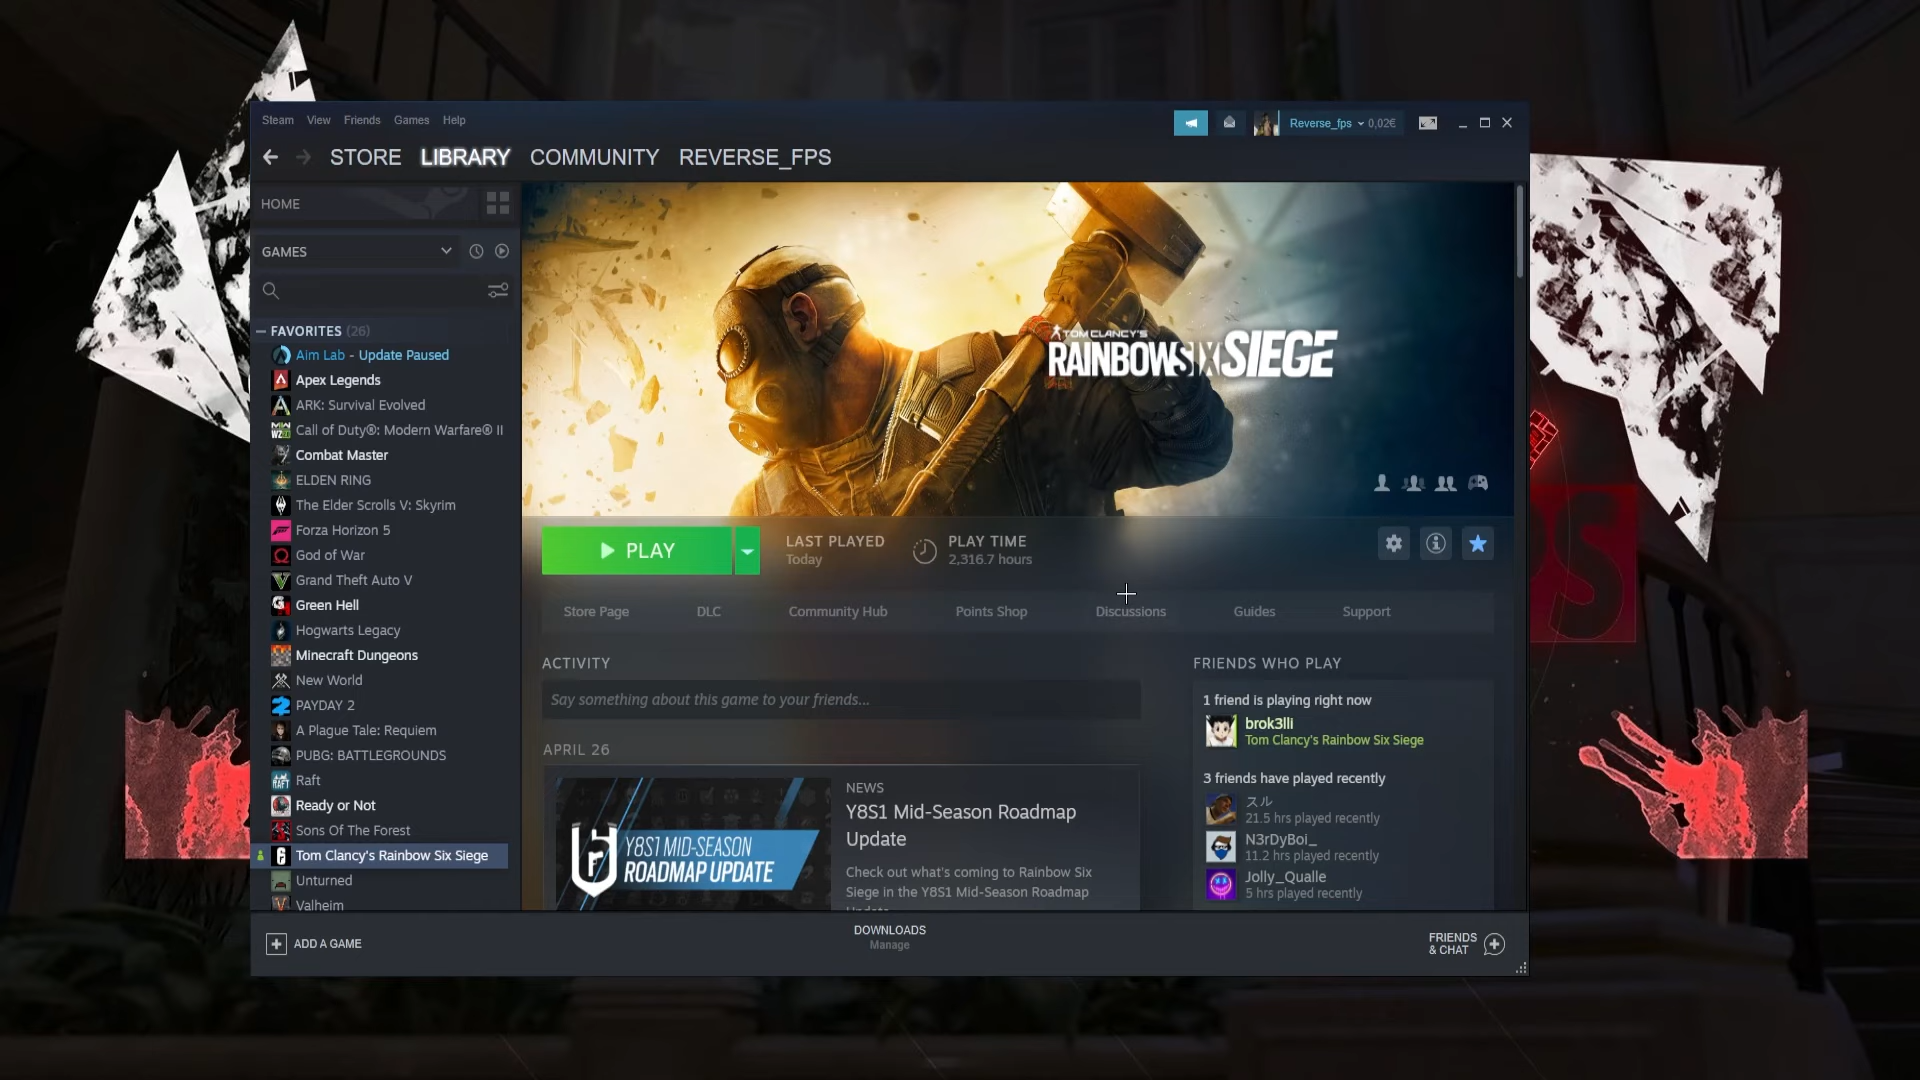 Steam View Friends Games Help
Reverse_fps 0,02€
STORE LIBRARY COMMUNITY REVERSE_FPS
HOME
GAMES
FAVORITES (26)
Aim Lab - Update Paused
Apex Legends
ARK: Survival Evolved
Call of Duty®: Modern Warfare® II
Combat Master
ELDEN RING
The Elder Scrolls V: Skyrim
Forza Horizon 5
God of War
Grand Theft Auto V
Green Hell
Hogwarts Legacy
Minecraft Dungeons
New World
PAYDAY 2
A Plague Tale: Requiem
PUBG: BATTLEGROUNDS
Raft
Ready or Not
Sons Of The Forest
Tom Clancy's Rainbow Six Siege
Unturned
Valheim
TOM CLANCY'S
RAINBOW SIX SIEGE
PLAY
LAST PLAYED
Today
PLAY TIME
2,316.7 hours
Store Page DLC Community Hub Points Shop Discussions Guides Support
ACTIVITY
Say something about this game to your friends...
APRIL 26
Y8S1 MID-SEASON
ROADMAP UPDATE
NEWS
Y8S1 Mid-Season Roadmap
Update
Check out what's coming to Rainbow Six
Siege in the Y8S1 Mid-Season Roadmap
Update
FRIENDS WHO PLAY
1 friend is playing right now
brok3lli
Tom Clancy's Rainbow Six Siege
3 friends have played recently
スル
21.5 hrs played recently
N3rDyBoi_
11.2 hrs played recently
Jolly_Qualle
5 hrs played recently
ADD A GAME
DOWNLOADS
Manage
FRIENDS
& CHAT